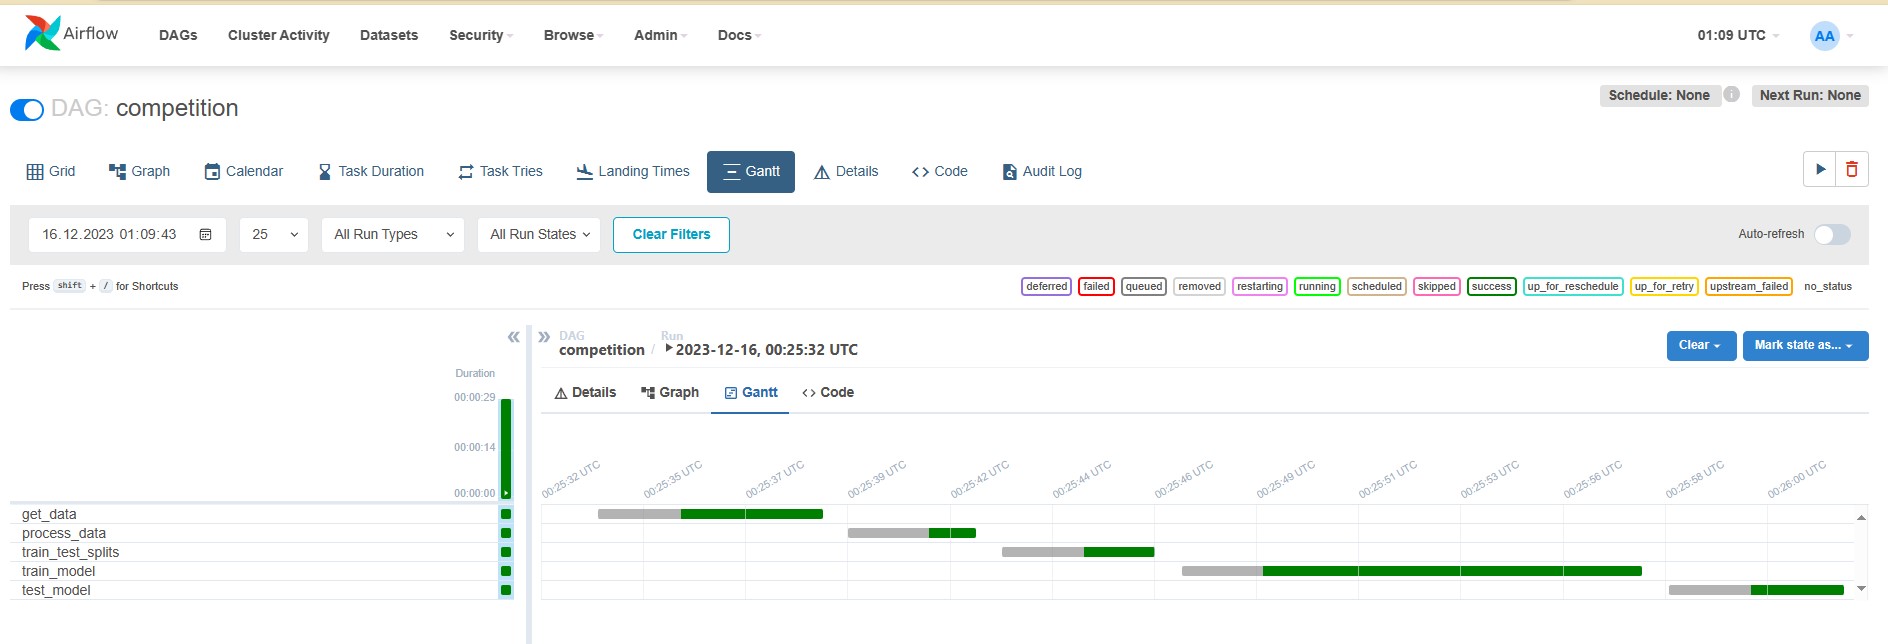 Airflow DAGs Cluster Activity Datasets Security Browse Admin Docs 01:09 UTC AA
DAG: competition
Schedule: None i Next Run: None
Grid Graph Calendar Task Duration Task Tries Landing Times Gantt Details Code Audit Log
16.12.2023 01:09:43 25 All Run Types All Run States Clear Filters Auto-refresh
Press shift + / for Shortcuts
deferred failed queued removed restarting running scheduled skipped success up_for_reschedule up_for_retry upstream_failed no_status
DAG Run
competition / 2023-12-16, 00:25:32 UTC
Clear Mark state as...
Details Graph Gantt Code
Duration
00:00:29
00:00:14
00:00:00
00:25:32 UTC 00:25:35 UTC 00:25:37 UTC 00:25:39 UTC 00:25:42 UTC 00:25:44 UTC 00:25:46 UTC 00:25:49 UTC 00:25:51 UTC 00:25:53 UTC 00:25:56 UTC 00:25:58 UTC 00:26:00 UTC
get_data
process_data
train_test_splits
train_model
test_model